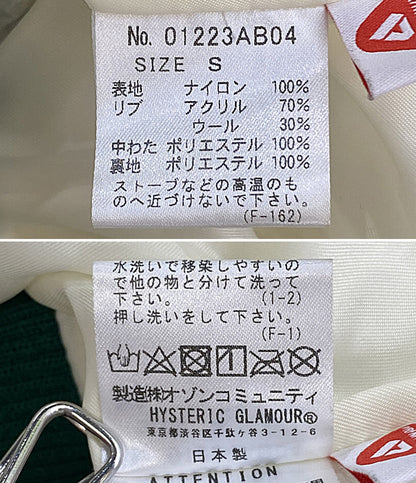 No. 01223AB04
SIZE S
表地 ナイロン 100%
リブ アクリル 70%
ウール 30%
中わた ポリエステル 100%
裏地 ポリエステル 100%
ストーブなどの高温のも
のへ近づけないで下さい。
(F-162)
水洗いで移染しやすいの
で他の物と分けて洗って
下さい。 (1-2)
押し洗いをして下さい。
(F-1)
製造(株)オゾンコミュニティ
HYSTERIC GLAMOUR®
東京都渋谷区千駄ヶ谷3-12-6
日本製
ATTENTION